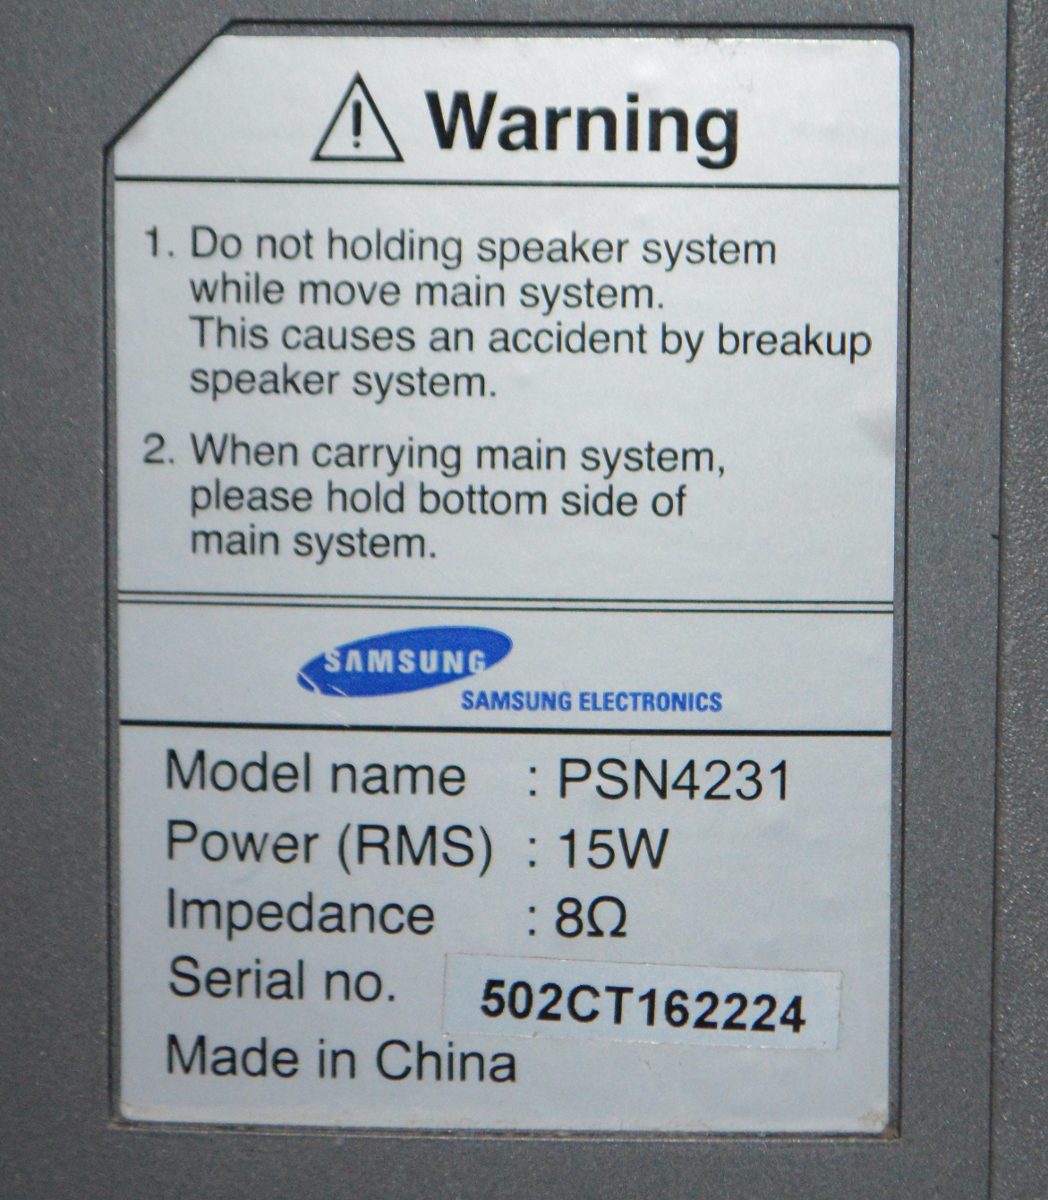 Warning
1. Do not holding speaker system
while move main system.
This causes an accident by breakup
speaker system.
2. When carrying main system,
please hold bottom side of
main system.
SAMSUNG
SAMSUNG ELECTRONICS
Model name : PSN4231
Power (RMS) : 15W
Impedance : 8Ω
Serial no. 502CT162224
Made in China